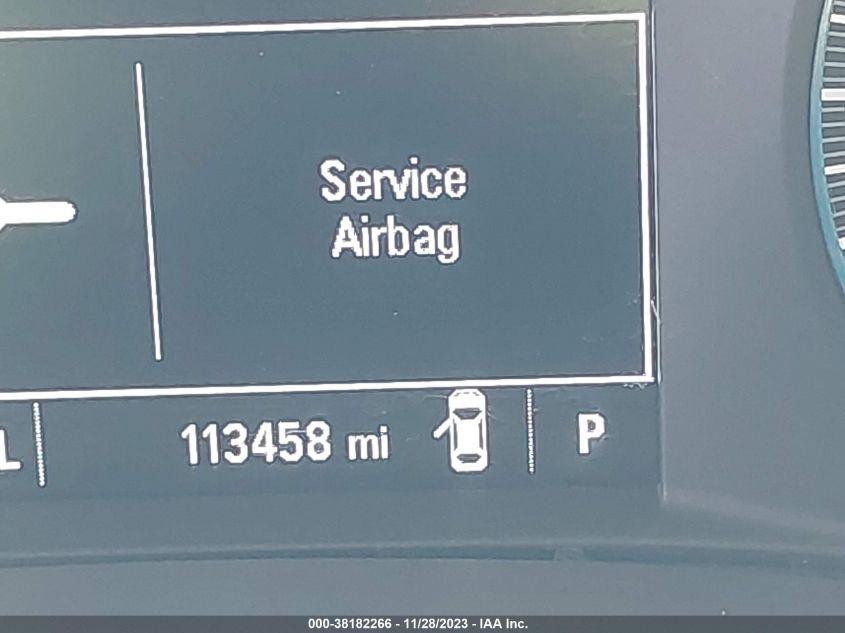 Service
Airbag
L
113458 mi
P
000-38182266 - 11/28/2023 - IAA Inc.